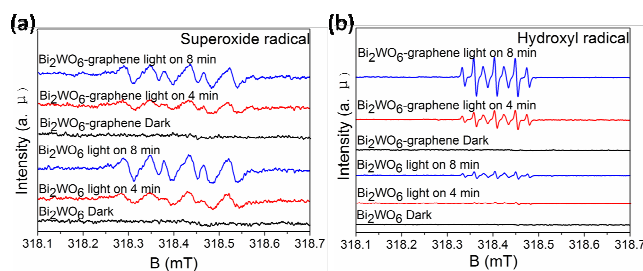 (a)
Superoxide radical
Bi2WO6-graphene light on 8 min
Bi2WO6-graphene light on 4 min
Bi2WO6-graphene Dark
Bi2WO6 light on 8 min
Bi2WO6 light on 4 min
Bi2WO6 Dark
Intensity (a. μ)
318.1 318.2 318.3 318.4 318.5 318.6 318.7
B (mT)
(b)
Hydroxyl radical
Bi2WO6-graphene light on 8 min
Bi2WO6-graphene light on 4 min
Bi2WO6-graphene Dark
Bi2WO6 light on 8 min
Bi2WO6 light on 4 min
Bi2WO6 Dark
Intensity (a. μ)
318.1 318.2 318.3 318.4 318.5 318.6 318.7
B (mT)